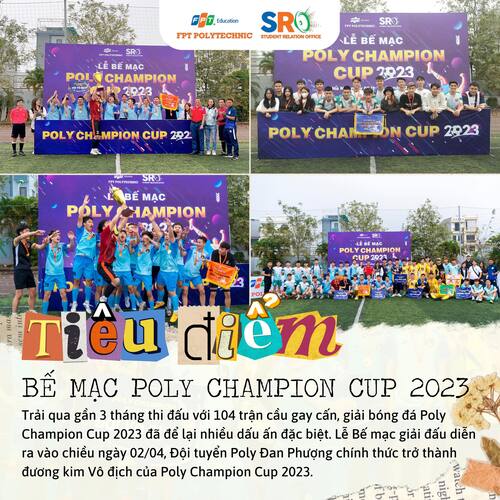 FPT Education
FPT POLYTECHNIC
SRO
STUDENT RELATION OFFICE
LỄ BẾ MẠC
POLY CHAMPION
CUP 2023
POLY CHAMPION CUP 2023
FPT POLYTECHNIC
SRO
LỄ BẾ MẠC
POLY CHAMPION
CUP 2023
POLY CHAMPION CUP 2023
LỄ BẾ MẠC
POLY CHAMPION
LỄ BẾ MẠC
POLY CHAMPION
CUP 2023
Tiêu điểm
BẾ MẠC POLY CHAMPION CUP 2023
Trải qua gần 3 tháng thi đấu với 104 trận cầu gay cấn, giải bóng đá Poly
Champion Cup 2023 đã để lại nhiều dấu ấn đặc biệt. Lễ Bế mạc giải đấu diễn
ra vào chiều ngày 02/04, Đội tuyển Poly Đan Phượng chính thức trở thành
đương kim Vô địch của Poly Champion Cup 2023.